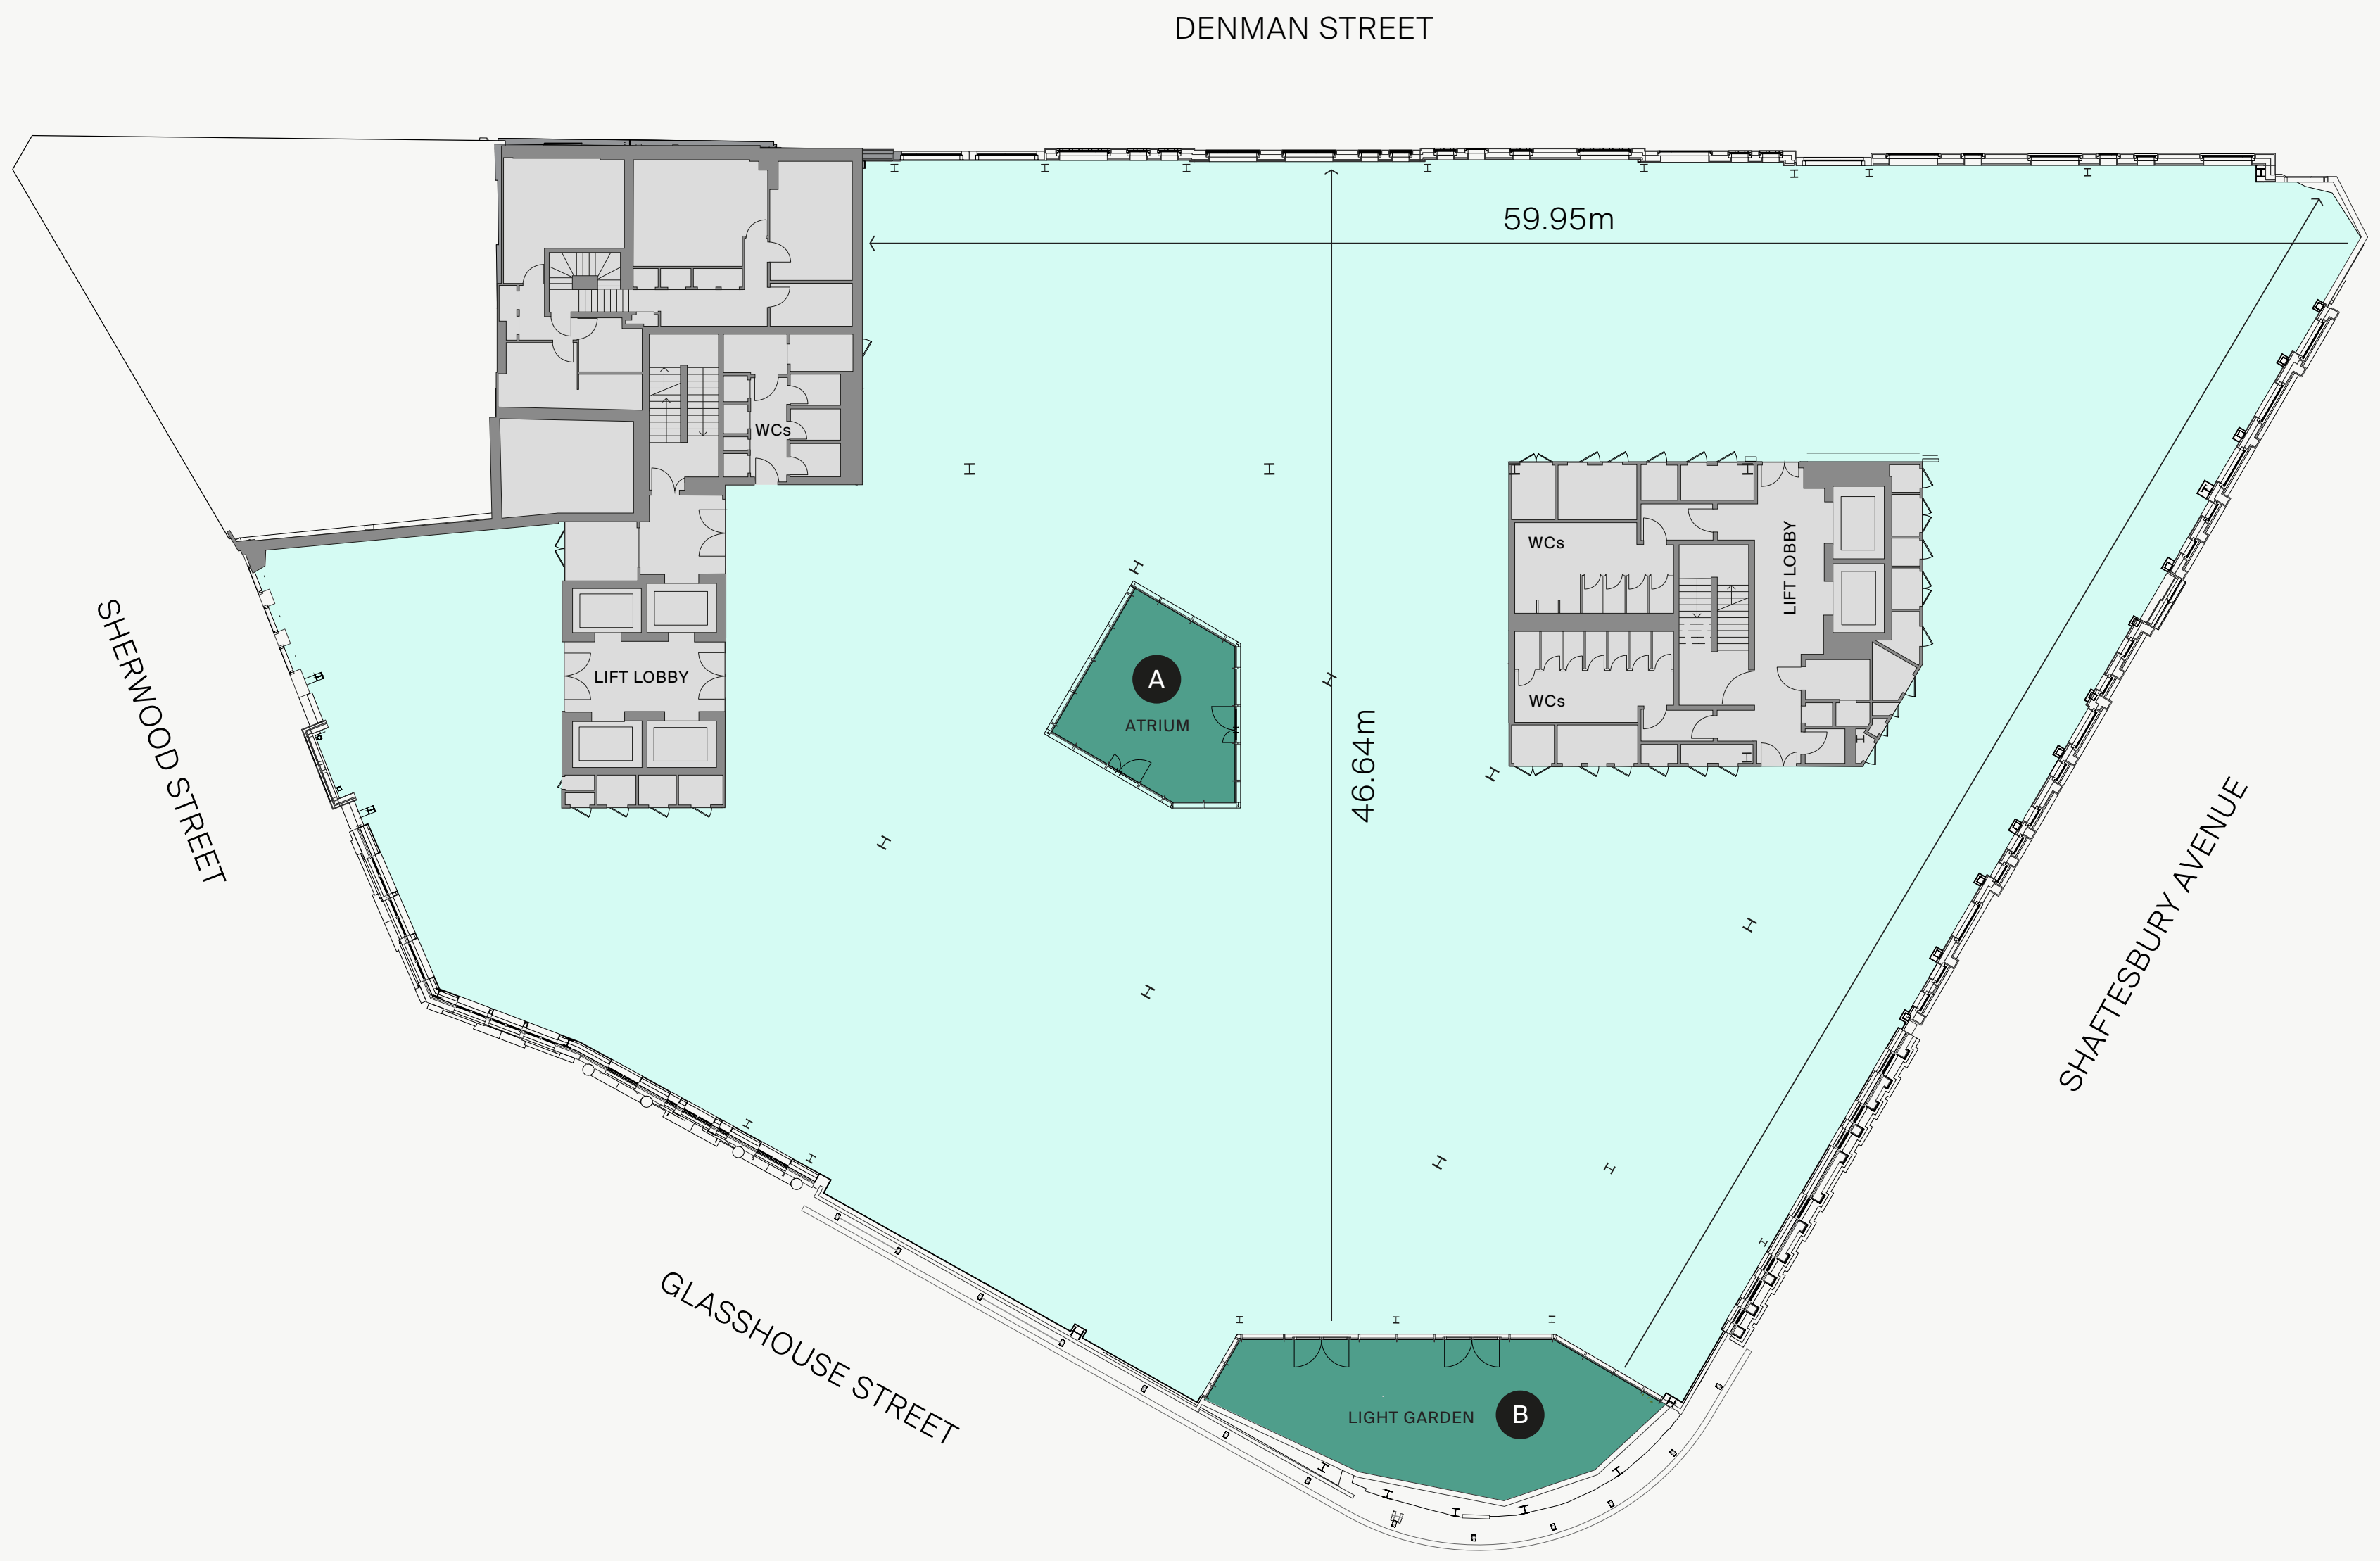 DENMAN STREET
59.95m
WCs
LIFT LOBBY
WCs
SHERWOOD STREET
LIFT LOBBY
A
ATRIUM
WCs
46.64m
SHAFTESBURY AVENUE
GLASSHOUSE STREET
LIGHT GARDEN
B